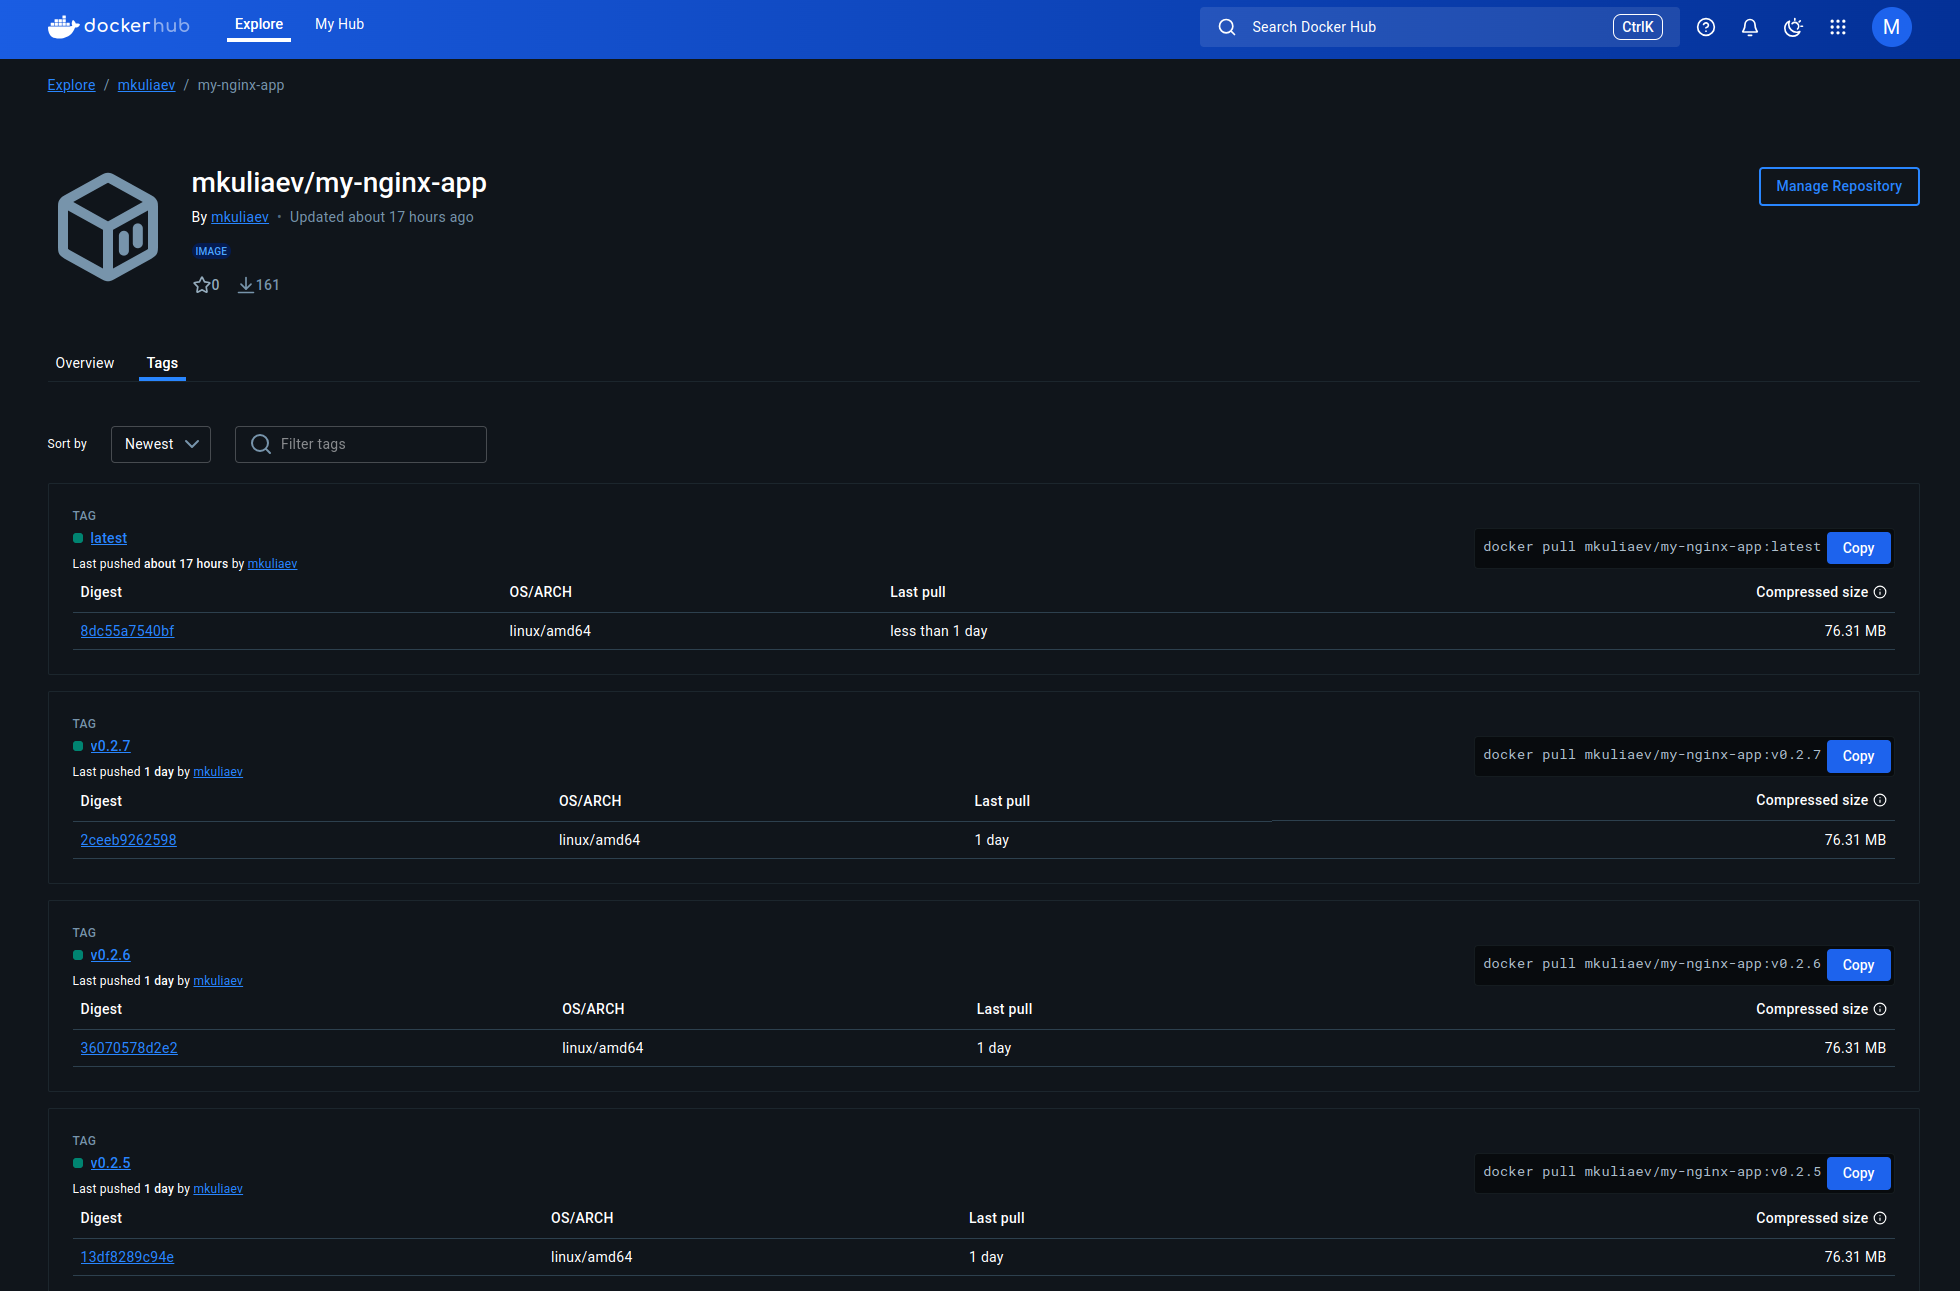 dockerhub
Explore
My Hub
Search Docker Hub
CtrlK
M
Explore / mkuliaev / my-nginx-app
mkuliaev/my-nginx-app
Manage Repository
By mkuliaev • Updated about 17 hours ago
IMAGE
0 161
Overview
Tags
Sort by
Newest
Filter tags
TAG
latest
Last pushed about 17 hours by mkuliaev
docker pull mkuliaev/my-nginx-app:latest
Copy
Digest OS/ARCH Last pull Compressed size
8dc55a7540bf linux/amd64 less than 1 day 76.31 MB
TAG
v0.2.7
Last pushed 1 day by mkuliaev
docker pull mkuliaev/my-nginx-app:v0.2.7
Copy
Digest OS/ARCH Last pull Compressed size
2ceeb9262598 linux/amd64 1 day 76.31 MB
TAG
v0.2.6
Last pushed 1 day by mkuliaev
docker pull mkuliaev/my-nginx-app:v0.2.6
Copy
Digest OS/ARCH Last pull Compressed size
36070578d2e2 linux/amd64 1 day 76.31 MB
TAG
v0.2.5
Last pushed 1 day by mkuliaev
docker pull mkuliaev/my-nginx-app:v0.2.5
Copy
Digest OS/ARCH Last pull Compressed size
13df8289c94e linux/amd64 1 day 76.31 MB